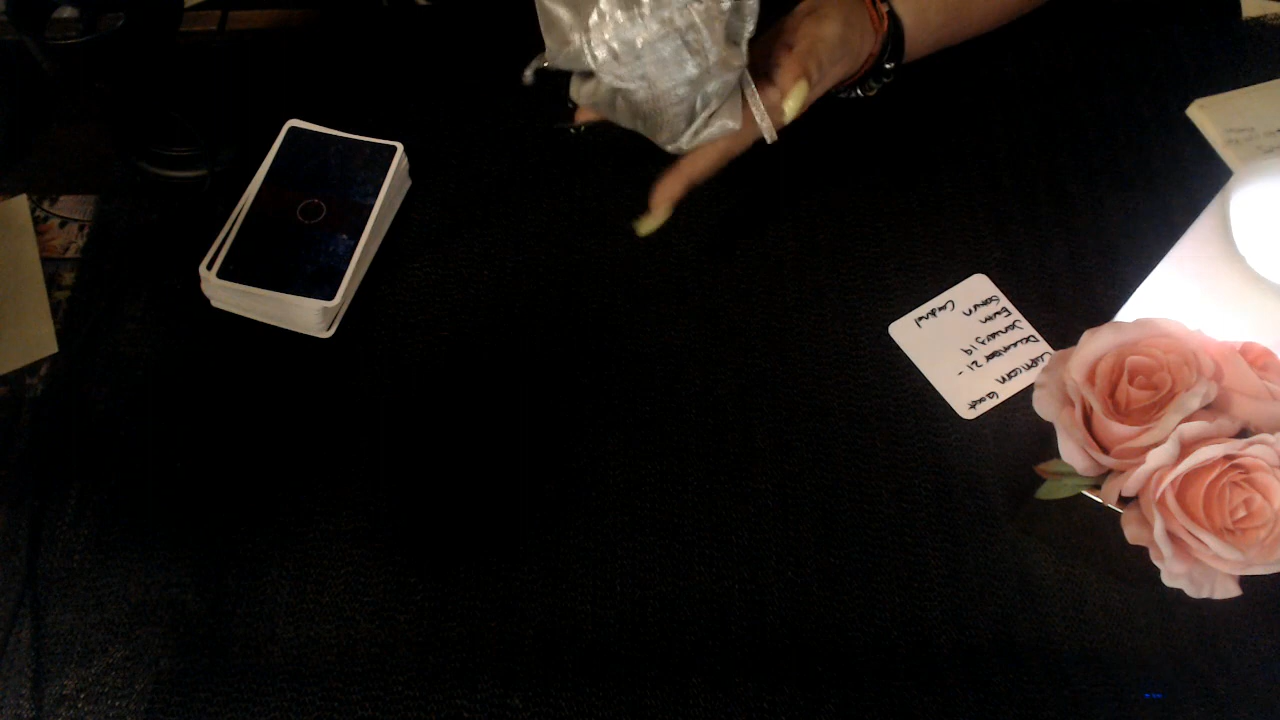 Capricorn Goat
December 21 -
January 19
Earth
Saturn
Cardinal